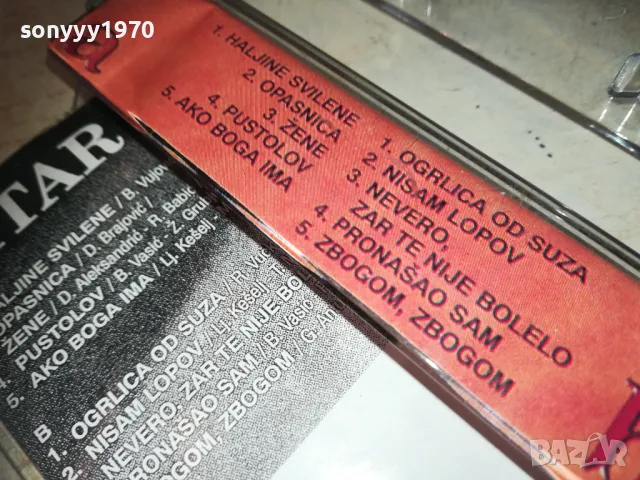 sonyyy1970
1. HALJINE SVILENE
2. OPASNICA
3. ŽENE
4. PUSTOLOV
5. AKO BOGA IMA
1. OGRLICA OD SUZA
2. NISAM LOPOV
3. NEVERO,
ZAR TE NIJE BOLELO
4. PRONAŠAO SAM
5. ZBOGOM, ZBOGOM
TAR
HALJINE SVILENE / B.
OPASNICA / D. Brajović /
ŽENE / D. Aleksandrić - R. Babić
4. PUSTOLOV / B. Vasić - Z.
5. AKO BOGA IMA / Lj. Kešelj
B
1. OGRLICA OD SUZA / R.
2. NISAM LOPOV / Lj. Kešelj
NEVERO, ZAR TE NIJE BO
PRONAŠAO SAM / B. Vasić
ZBOGOM, ZBOGOM / G.
BAZAR
bg